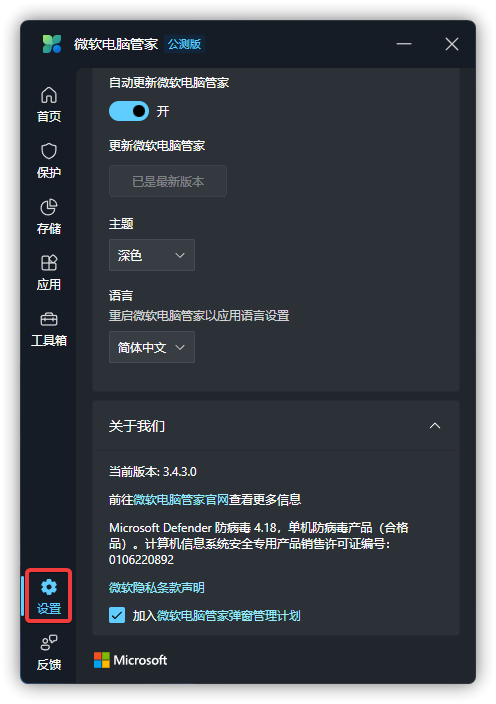 微软电脑管家 公测版
自动更新微软电脑管家
首页
开
更新微软电脑管家
保护
已是最新版本
主题
存储
深色
应用
语言
重启微软电脑管家以应用语言设置
工具箱
简体中文
关于我们
当前版本: 3.4.3.0
前往微软电脑管家官网查看更多信息
Microsoft Defender 防病毒 4.18，单机防病毒产品（合格
品）。计算机信息系统安全专用产品销售许可证编号：
0106220892
微软隐私条款声明
设置
加入微软电脑管家弹窗管理计划
反馈
Microsoft